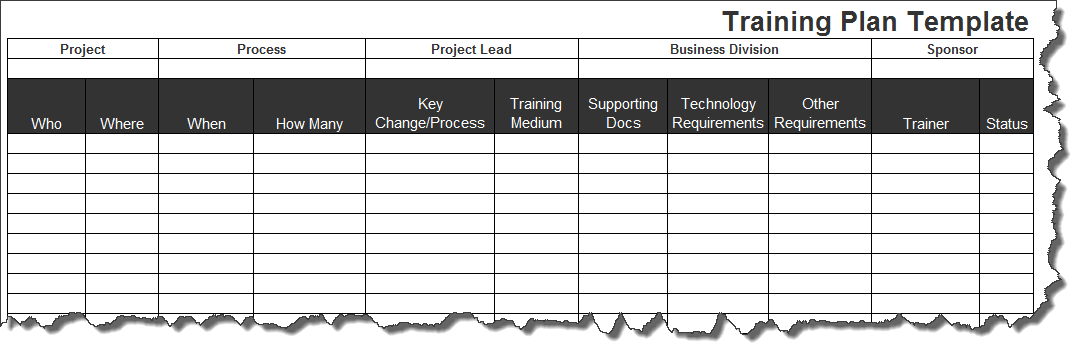 Training Plan Template
Project Process Project Lead Business Division Sponsor
Key Training Supporting Technology Other
Who Where When How Many Change/Process Medium Docs Requirements Requirements Trainer Status